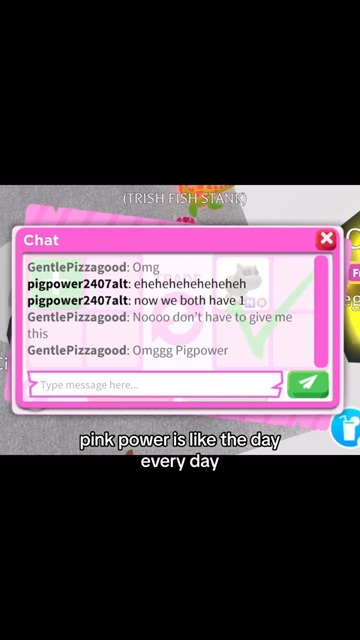 (TRISH FISH STANK)
Chat
GentlePizzagood: Omg
pigpower2407alt: eheheheheheheheh
pigpower2407alt: now we both have 1
GentlePizzagood: Noooo don't have to give me
this
GentlePizzagood: Omggg Pigpower
Type message here...
pink power is like the day
every day